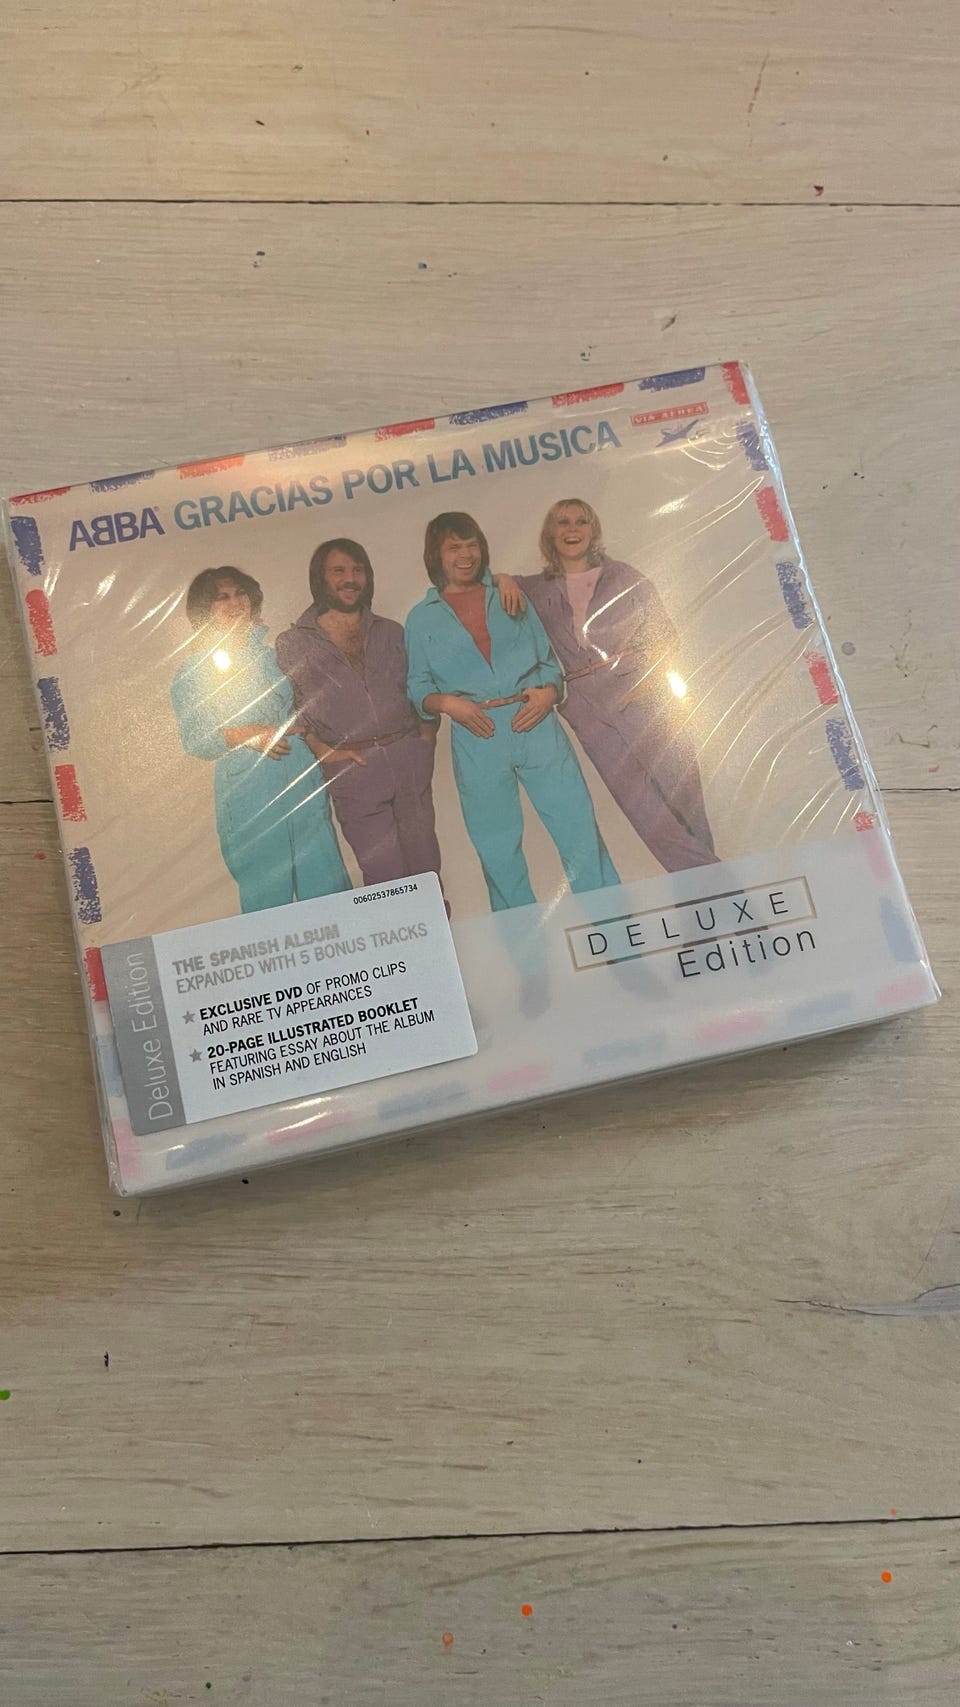 ABBA GRACIAS POR LA MUSICA
VIA AEREA
DELUXE
Edition
Deluxe Edition
00602537865734
THE SPANISH ALBUM
EXPANDED WITH 5 BONUS TRACKS
★ EXCLUSIVE DVD OF PROMO CLIPS
AND RARE TV APPEARANCES
★ 20-PAGE ILLUSTRATED BOOKLET
FEATURING ESSAY ABOUT THE ALBUM
IN SPANISH AND ENGLISH